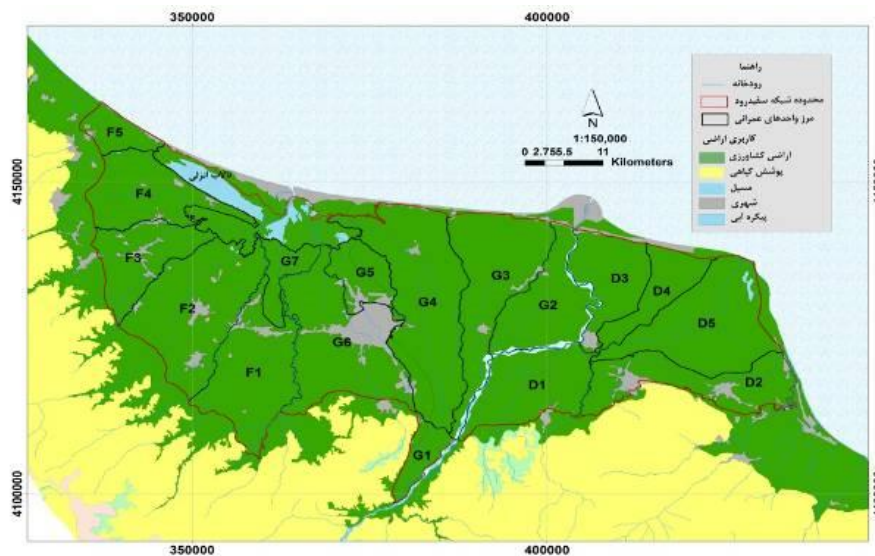 350000 400000
راهنما
رودخانه
محدوده شبکه سفیدرود
مرز واحدهای عمرانی
کاربری اراضی
اراضی کشاورزی
پوشش گیاهی
مسیل
شهری
پیکره آبی
N
1:150,000
0 2.755.5 11
Kilometers
4150000
تالاب انزلی
F5
F4
F3
F2
F1
G7
G5
G6
G4
G3
G2
G1
D3
D4
D5
D1
D2
4100000
350000 400000